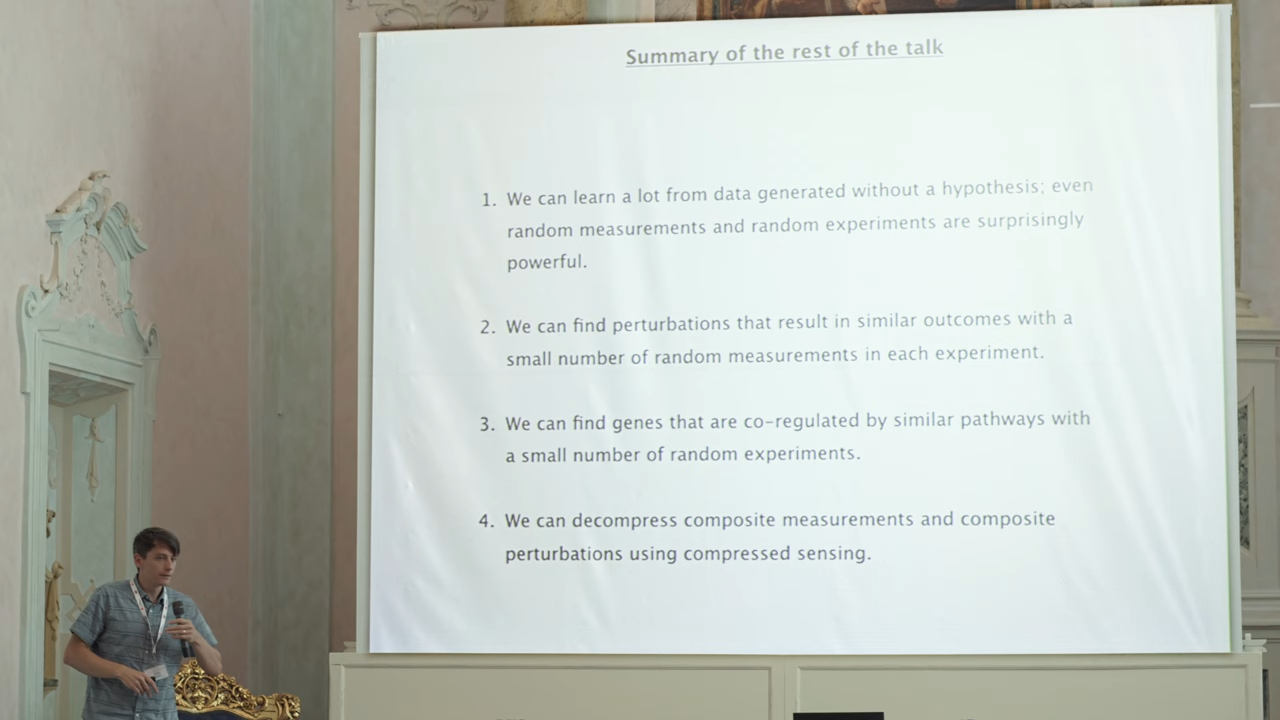 Summary of the rest of the talk
1. We can learn a lot from data generated without a hypothesis; even
random measurements and random experiments are surprisingly
powerful.
2. We can find perturbations that result in similar outcomes with a
small number of random measurements in each experiment.
3. We can find genes that are co-regulated by similar pathways with
a small number of random experiments.
4. We can decompress composite measurements and composite
perturbations using compressed sensing.